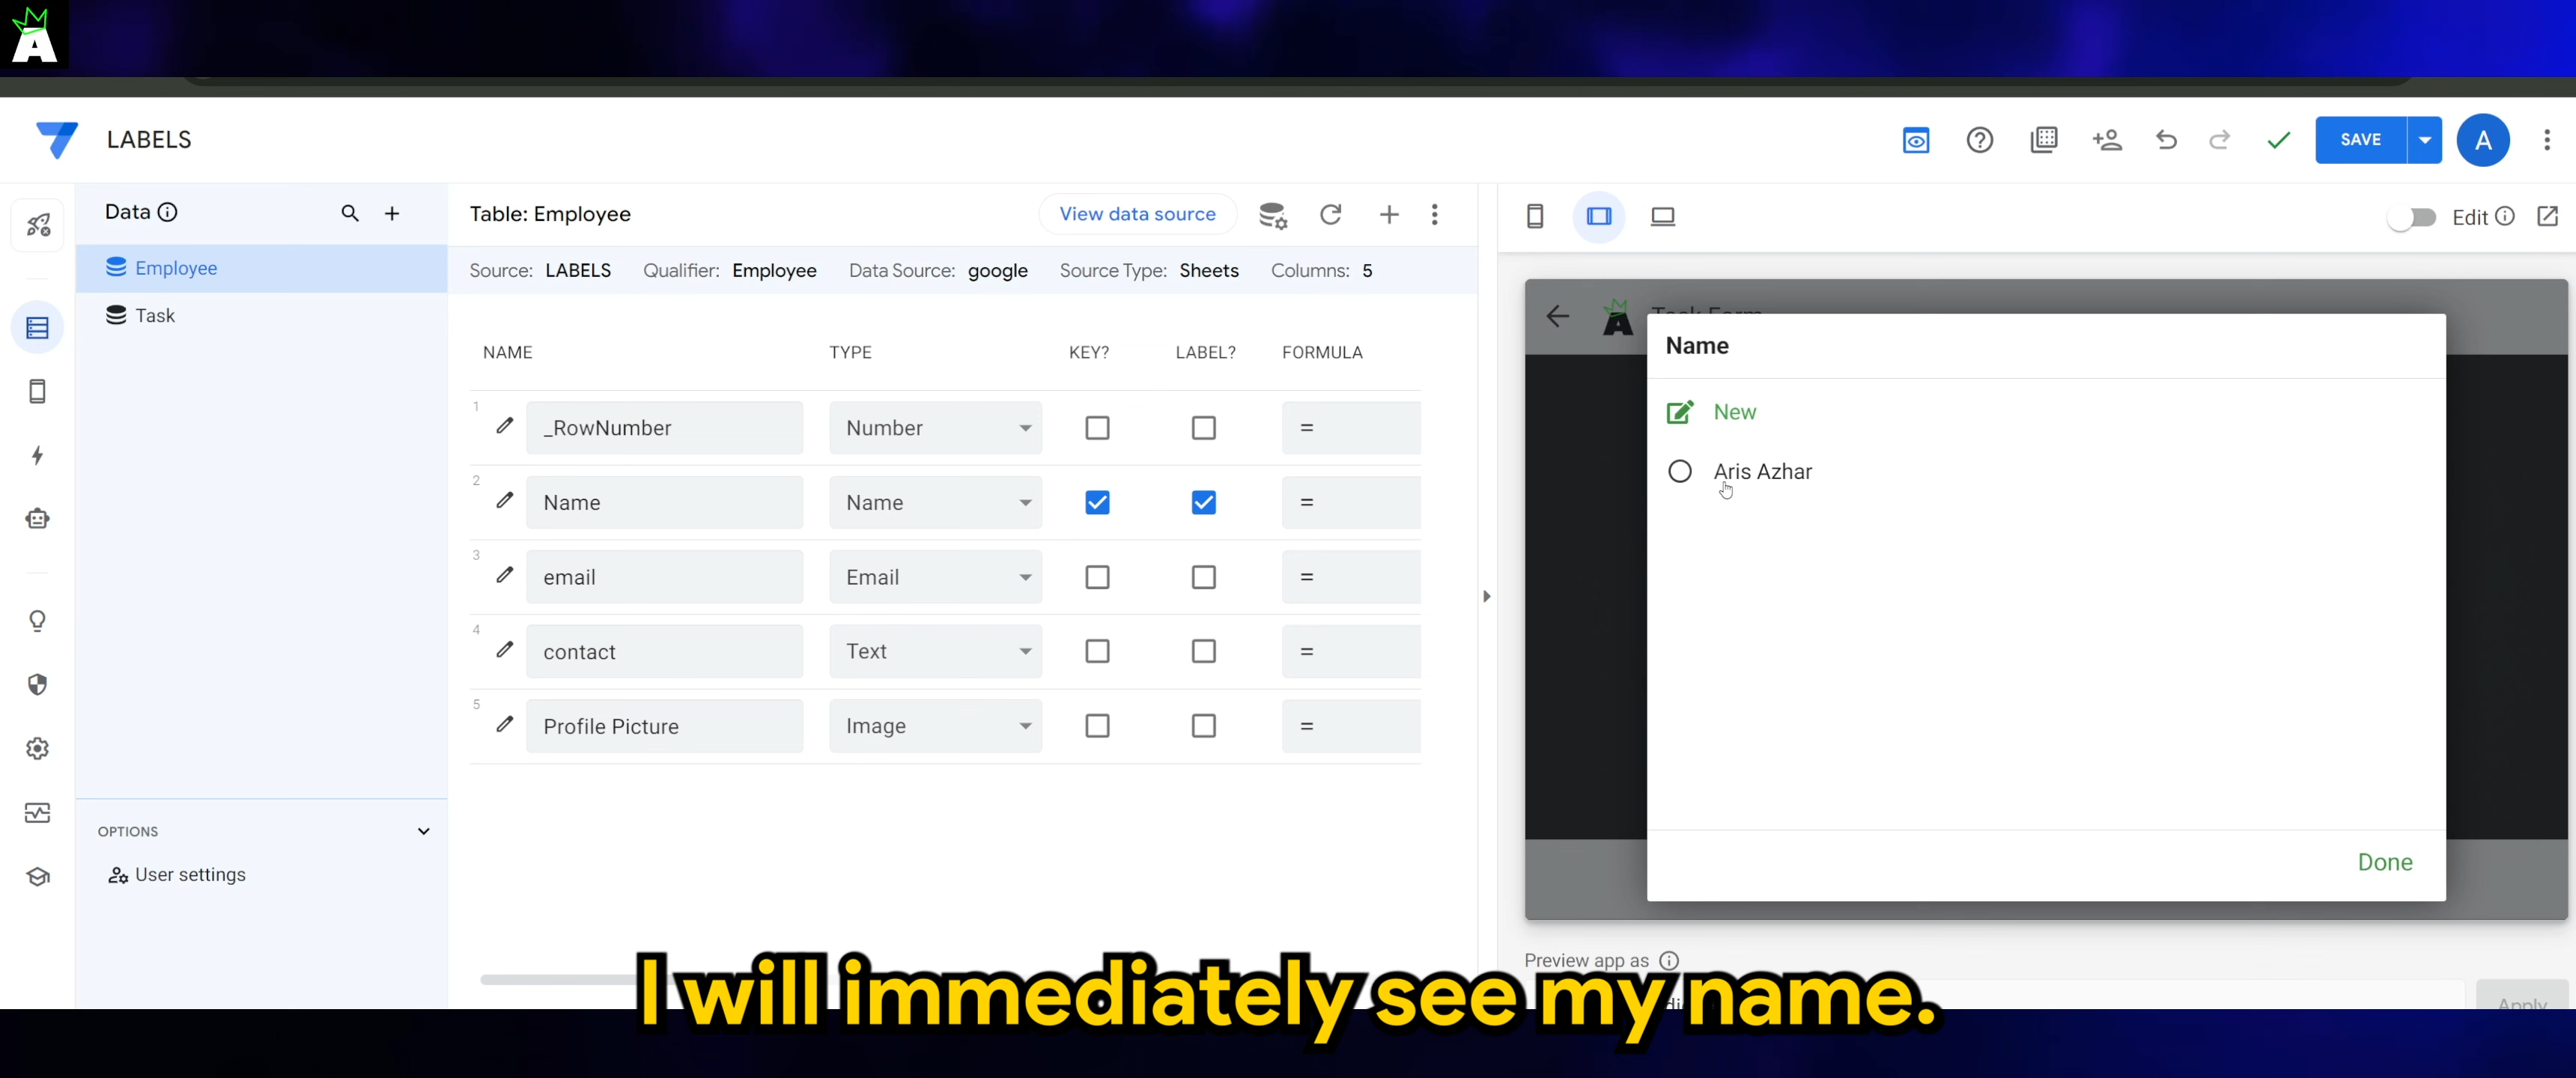 A
LABELS
SAVE
A
Data
Employee
Task
OPTIONS
User settings
Table: Employee
View data source
Source: LABELS Qualifier: Employee Data Source: google Source Type: Sheets Columns: 5
NAME TYPE KEY? LABEL? FORMULA
1 _RowNumber Number =
2 Name Name =
3 email Email =
4 contact Text =
5 Profile Picture Image =
Edit
A Task Form
Name
New
Aris Azhar
Done
Preview app as
Apply
I will immediately see my name.